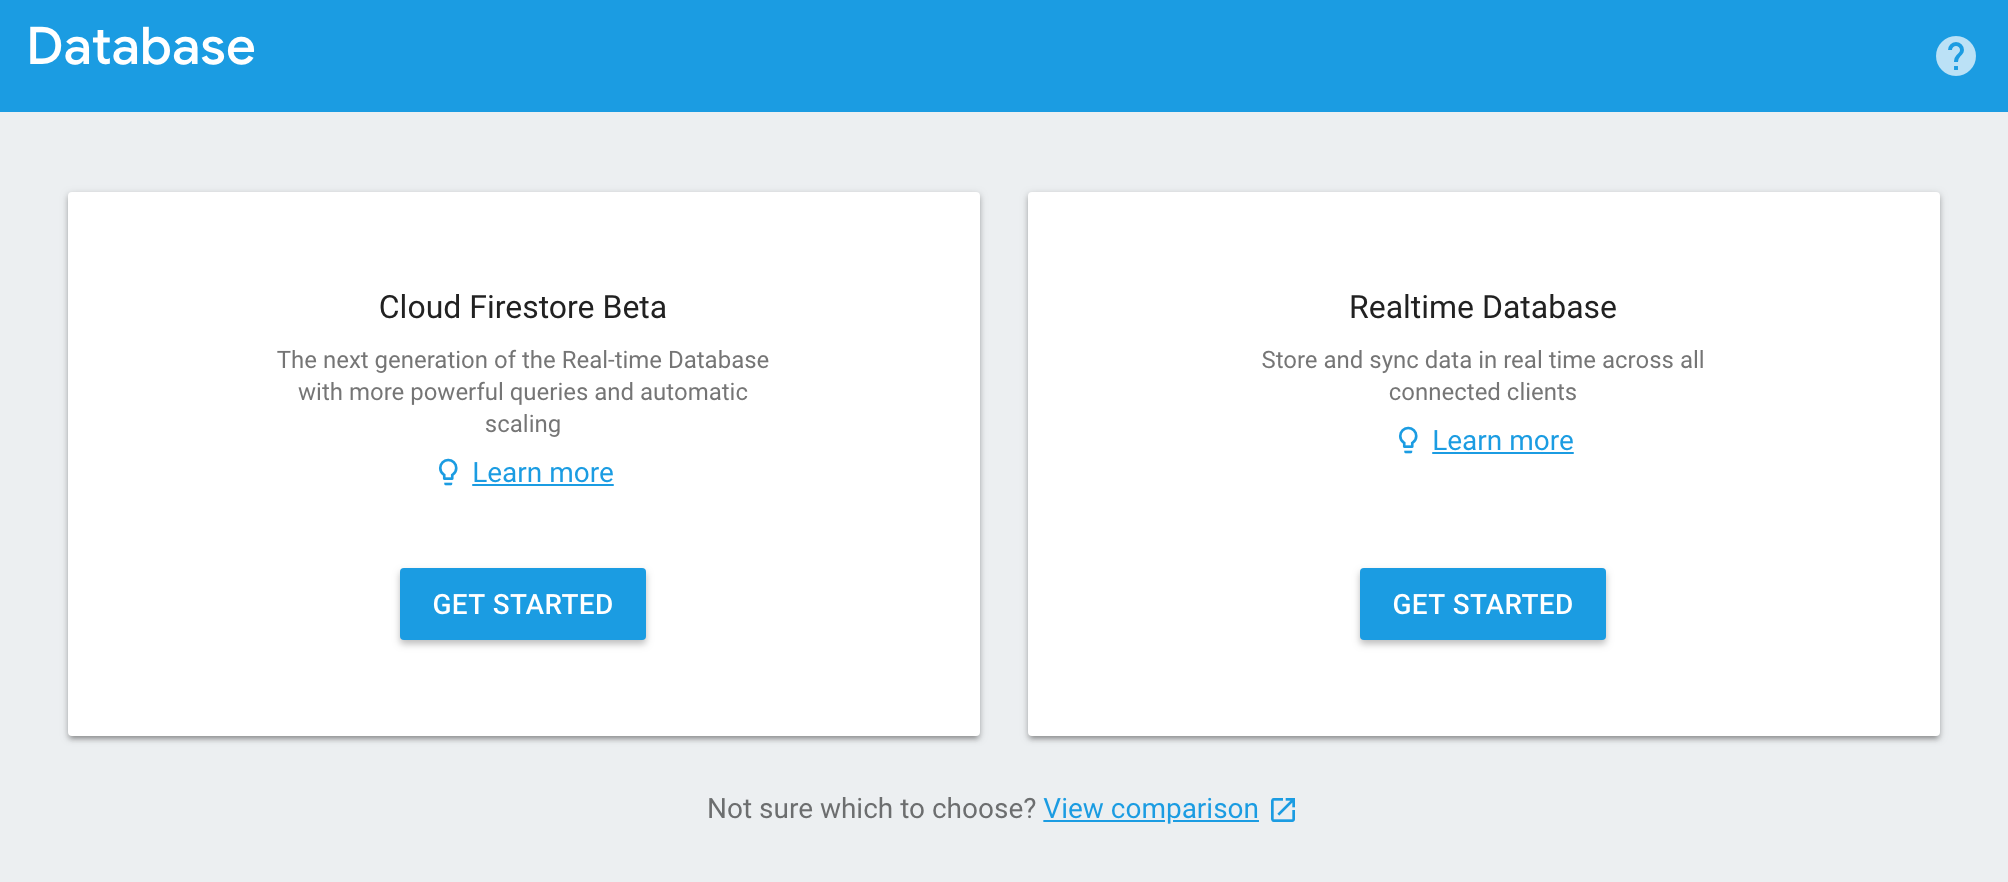 Database
?
Cloud Firestore Beta
The next generation of the Real-time Database
with more powerful queries and automatic
scaling
Learn more
GET STARTED
Realtime Database
Store and sync data in real time across all
connected clients
Learn more
GET STARTED
Not sure which to choose? View comparison